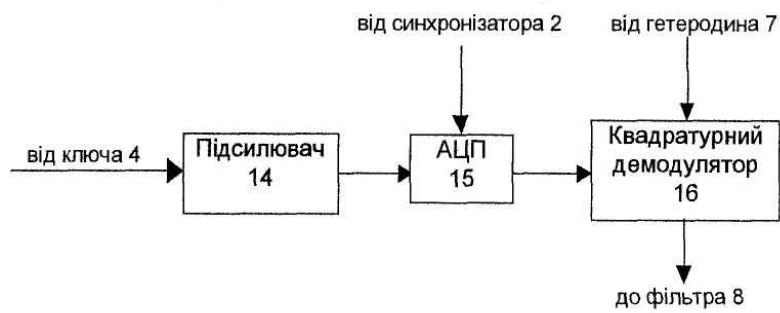 від синхронізатора 2
від гетеродина 7
від ключа 4
Підсилювач
14
АЦП
15
Квадратурний
демодулятор
16
до фільтра 8